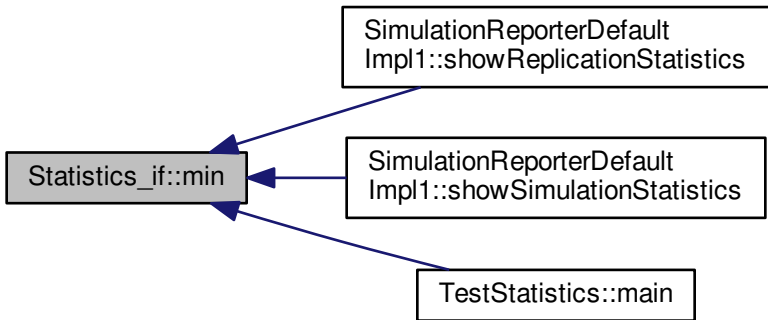 SimulationReporterDefault
Impl1::showReplicationStatistics
Statistics_if::min
SimulationReporterDefault
Impl1::showSimulationStatistics
TestStatistics::main